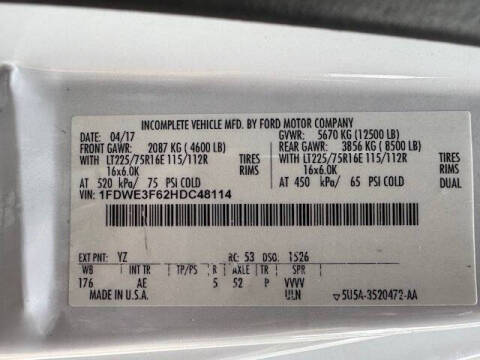 INCOMPLETE VEHICLE MFD. BY FORD MOTOR COMPANY
DATE: 04/17 GVWR: 5670 KG (12500 LB)
FRONT GAWR: 2087 KG ( 4600 LB) REAR GAWR: 3856 KG ( 8500 LB)
WITH LT225/75R16E 115/112R TIRES WITH LT225/75R16E 115/112R TIRES
16x6.0K RIMS 16x6.0K RIMS
AT 520 kPa/ 75 PSI COLD AT 450 kPa/ 65 PSI COLD DUAL
VIN: 1FDWE3F62HDC48114
EXT PNT: YZ RC: 53 DSO: 1526
WB INT TR TP/PS R AXLE TR SPR
176 AE 5 52 P VVVV
MADE IN U.S.A. ULN ▽5U5A-3520472-AA